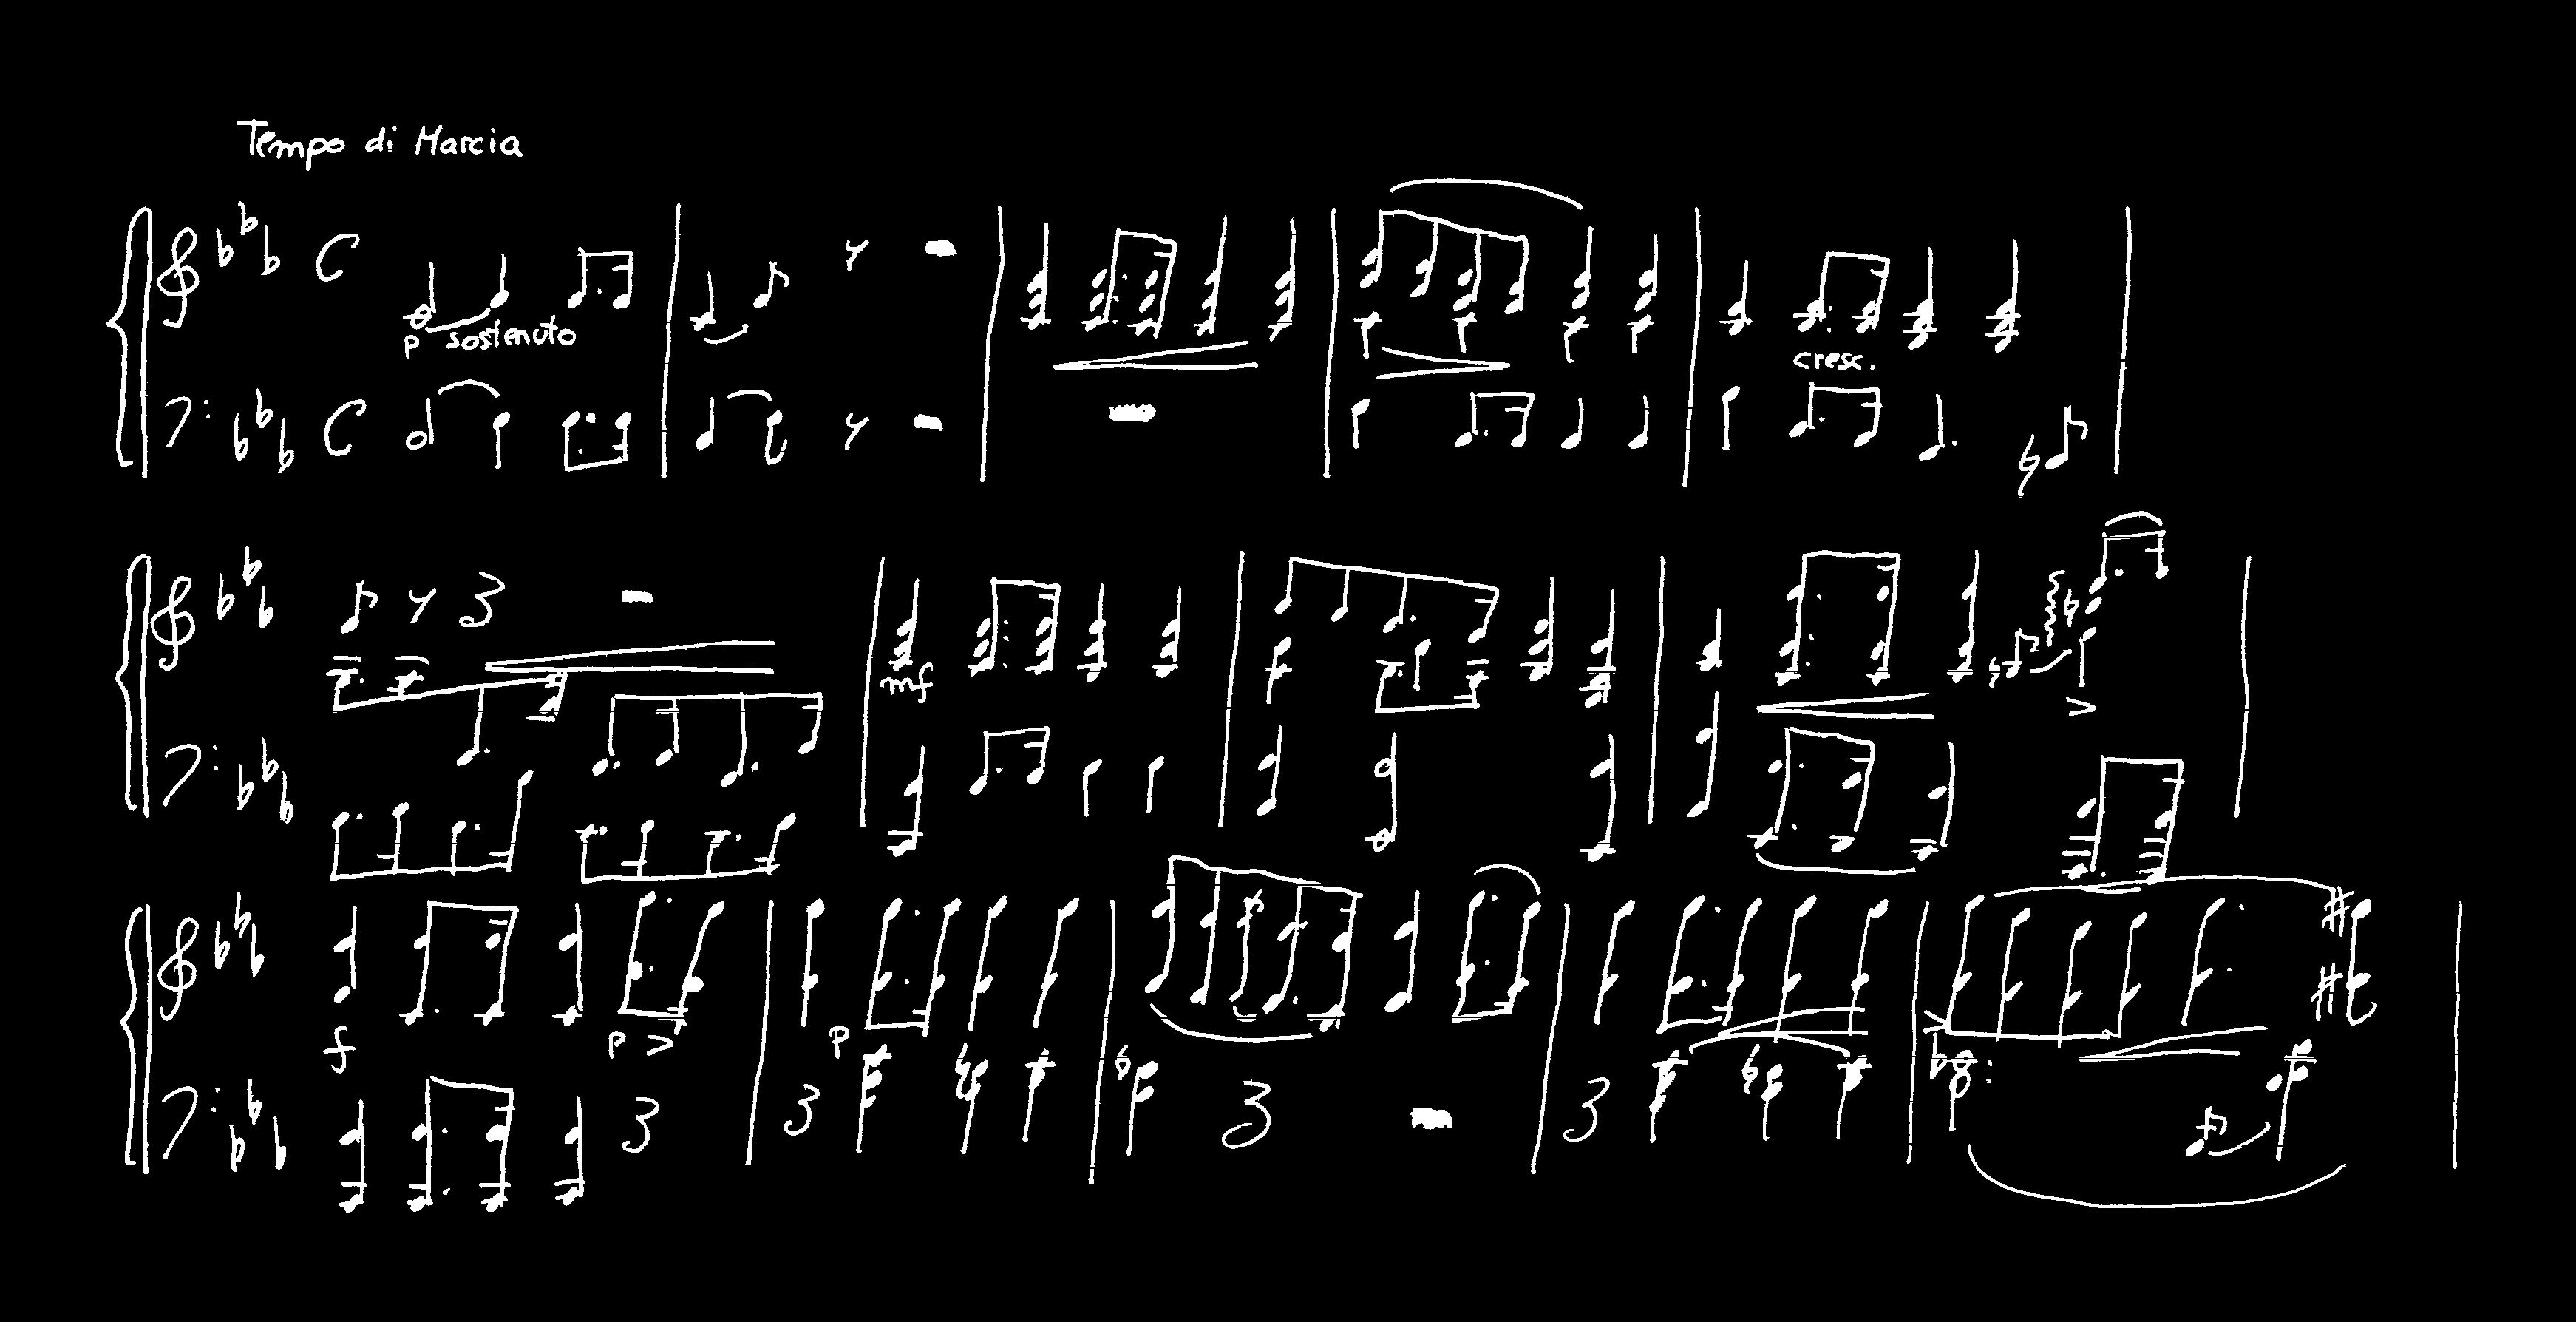 Tempo di Marcia
p sostenuto
cresc.
mf
f
p
p